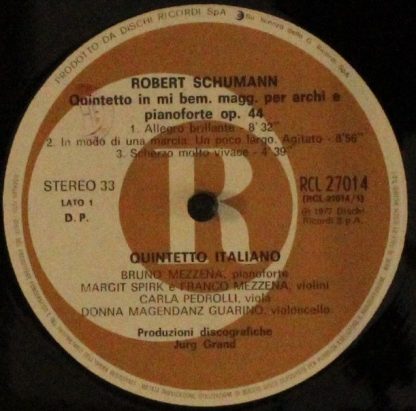 PRODOTTO DA DISCHI RICORDI SpA
ROBERT SCHUMANN
Quintetto in mi bem. magg. per archi e
pianoforte op. 44
1. Allegro brillante - 8'32"
2. In modo di una marcia. Un poco largo. Agitato - 8'56"
3. Scherzo molto vivace - 4'39"
STEREO 33
LATO 1
D. P.
R
RCL 27014
(RCL 27014/1)
℗ 1977 Dischi
Ricordi S.p.A.
QUINTETTO ITALIANO
BRUNO MEZZENA, pianoforte
MARGIT SPIRK e FRANCO MEZZENA, violini
CARLA PEDROLLI, viola
DONNA MAGENDANZ GUARINO, violoncello
Produzioni discografiche
Jurg Grand